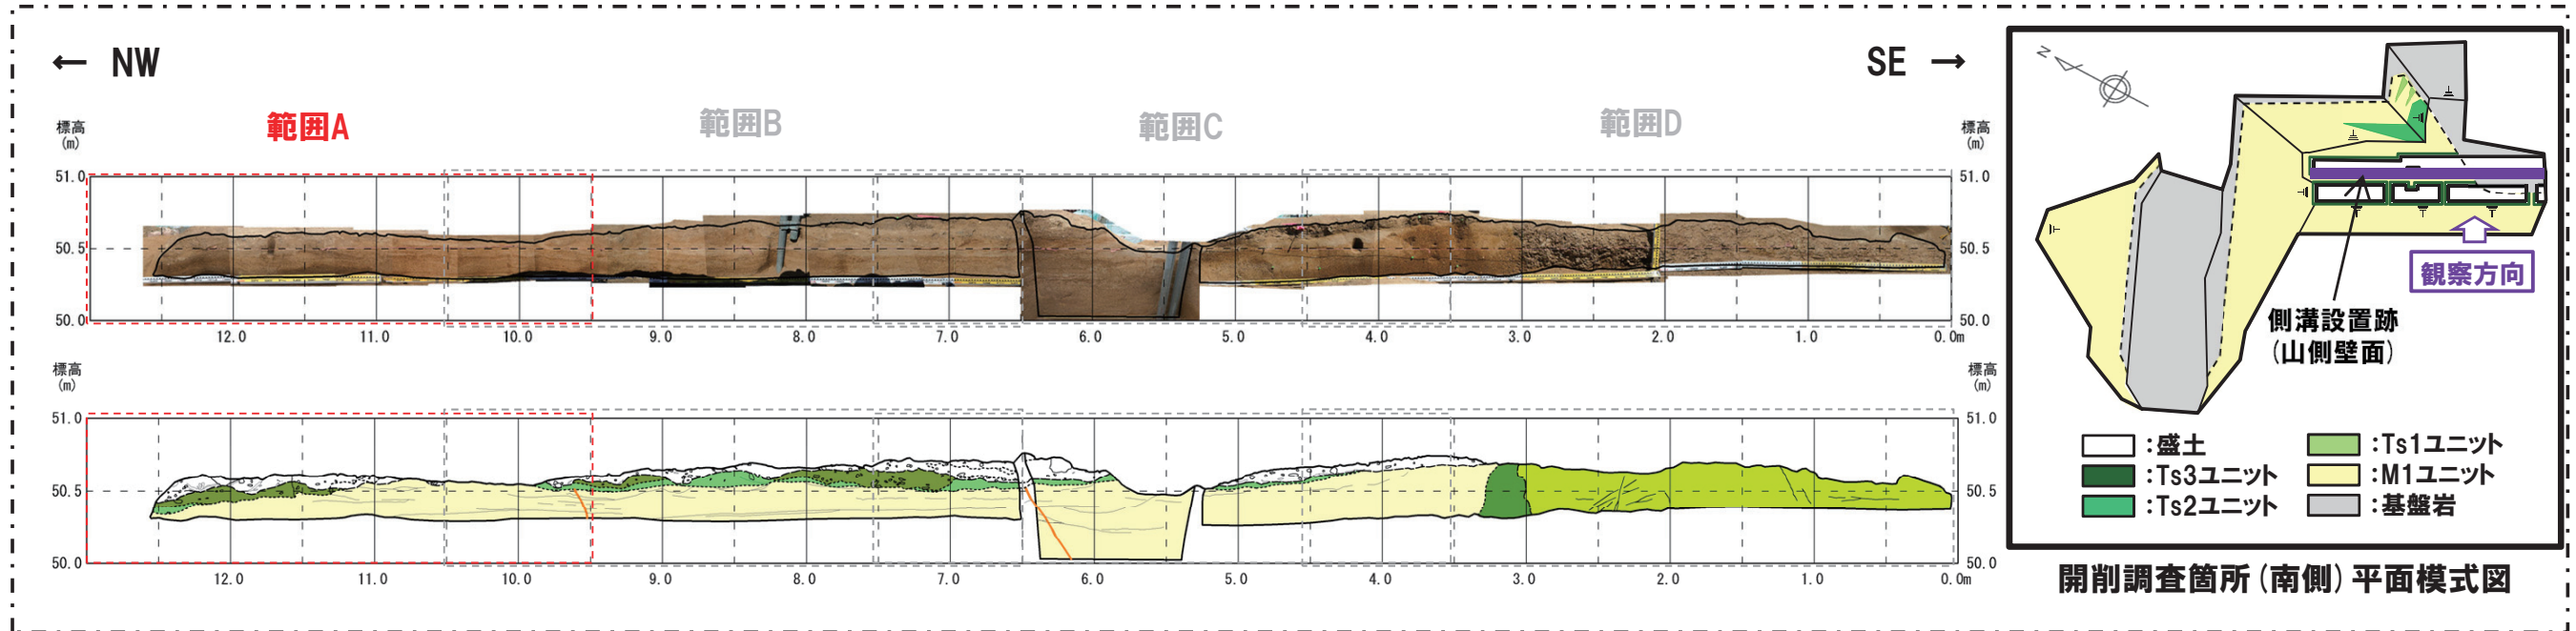 ← NW
SE →
範囲A
範囲B
範囲C
範囲D
標高
(m)
標高
(m)
51.0
51.0
50.5
50.5
50.0
50.0
12.0 11.0 10.0 9.0 8.0 7.0 6.0 5.0 4.0 3.0 2.0 1.0 0.0m
標高
(m)
標高
(m)
51.0
51.0
50.5
50.5
50.0
50.0
12.0 11.0 10.0 9.0 8.0 7.0 6.0 5.0 4.0 3.0 2.0 1.0 0.0m
N
観察方向
側溝設置跡
(山側壁面)
:盛土
:Ts3ユニット
:Ts2ユニット
:Ts1ユニット
:M1ユニット
:基盤岩
開削調査箇所(南側)平面模式図